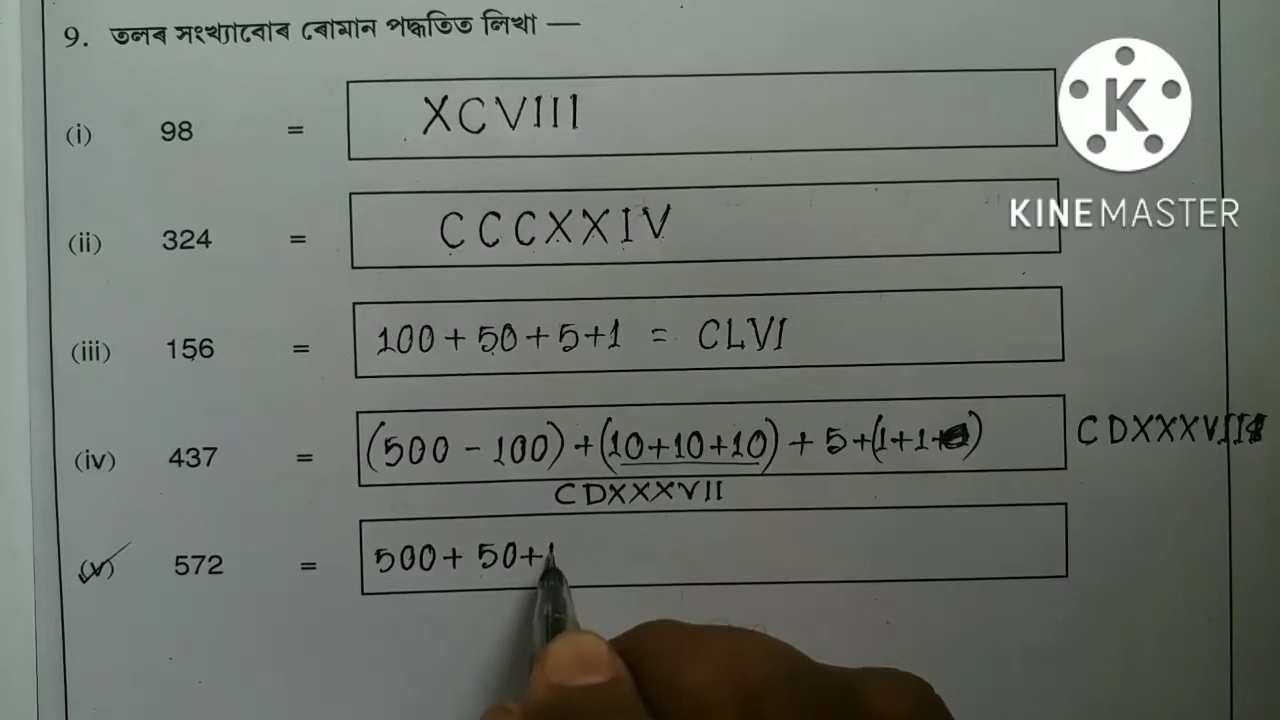 9. তলৰ সংখ্যাবোৰ ৰোমান পদ্ধতিত লিখা —
(i) 98 = XCVIII
KINEMASTER
(ii) 324 = CCCXXIV
(iii) 156 = 100 + 50 + 5 + 1 = CLVI
(iv) 437 = (500 - 100) + (10 + 10 + 10) + 5 + (1 + 1 CDXXXVII
CDXXXVII
(v) 572 = 500 + 50 +